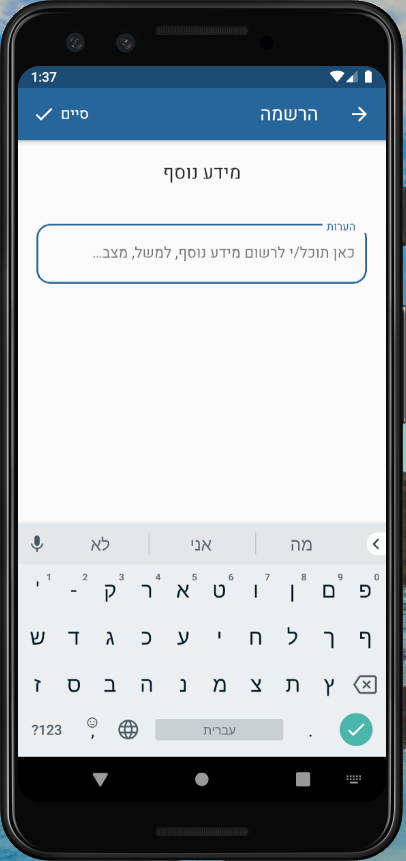 1:37
הרשמה
סיים
מידע נוסף
הערות
כאן תוכל/י לרשום מידע נוסף, למשל, מצב...
מה אני לא
' 1 - 2 ק 3 ר 4 א 5 ט 6 ו 7 ן 8 ם 9 פ 0
ש ד ג כ ע י ח ל ך ף
ז ס ב ה נ מ צ ת ץ
?123 , עברית .